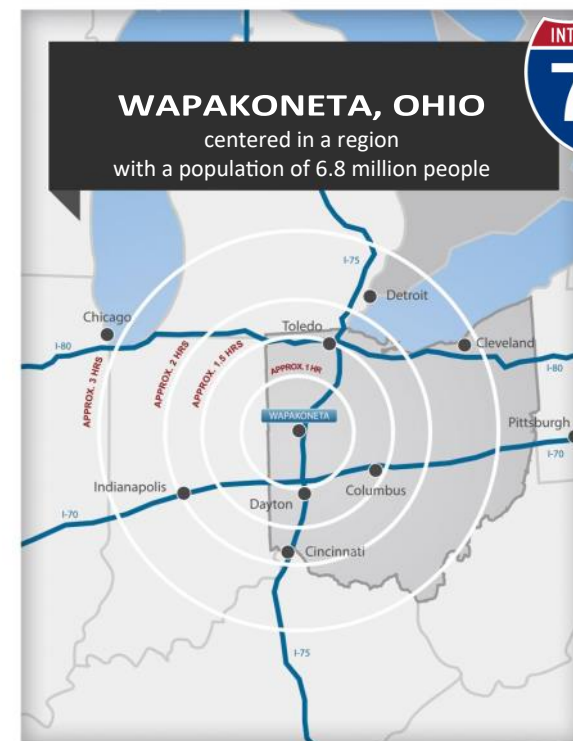 INT
7
WAPAKONETA, OHIO
centered in a region
with a population of 6.8 million people
I-75
Detroit
Chicago
Toledo
Cleveland
I-80
I-80
APPROX. 3 HRS
APPROX. 2 HRS
APPROX. 1.5 HRS
APPROX. 1 HR
WAPAKONETA
Pittsburgh
I-70
Indianapolis
Columbus
Dayton
I-70
Cincinnati
I-75